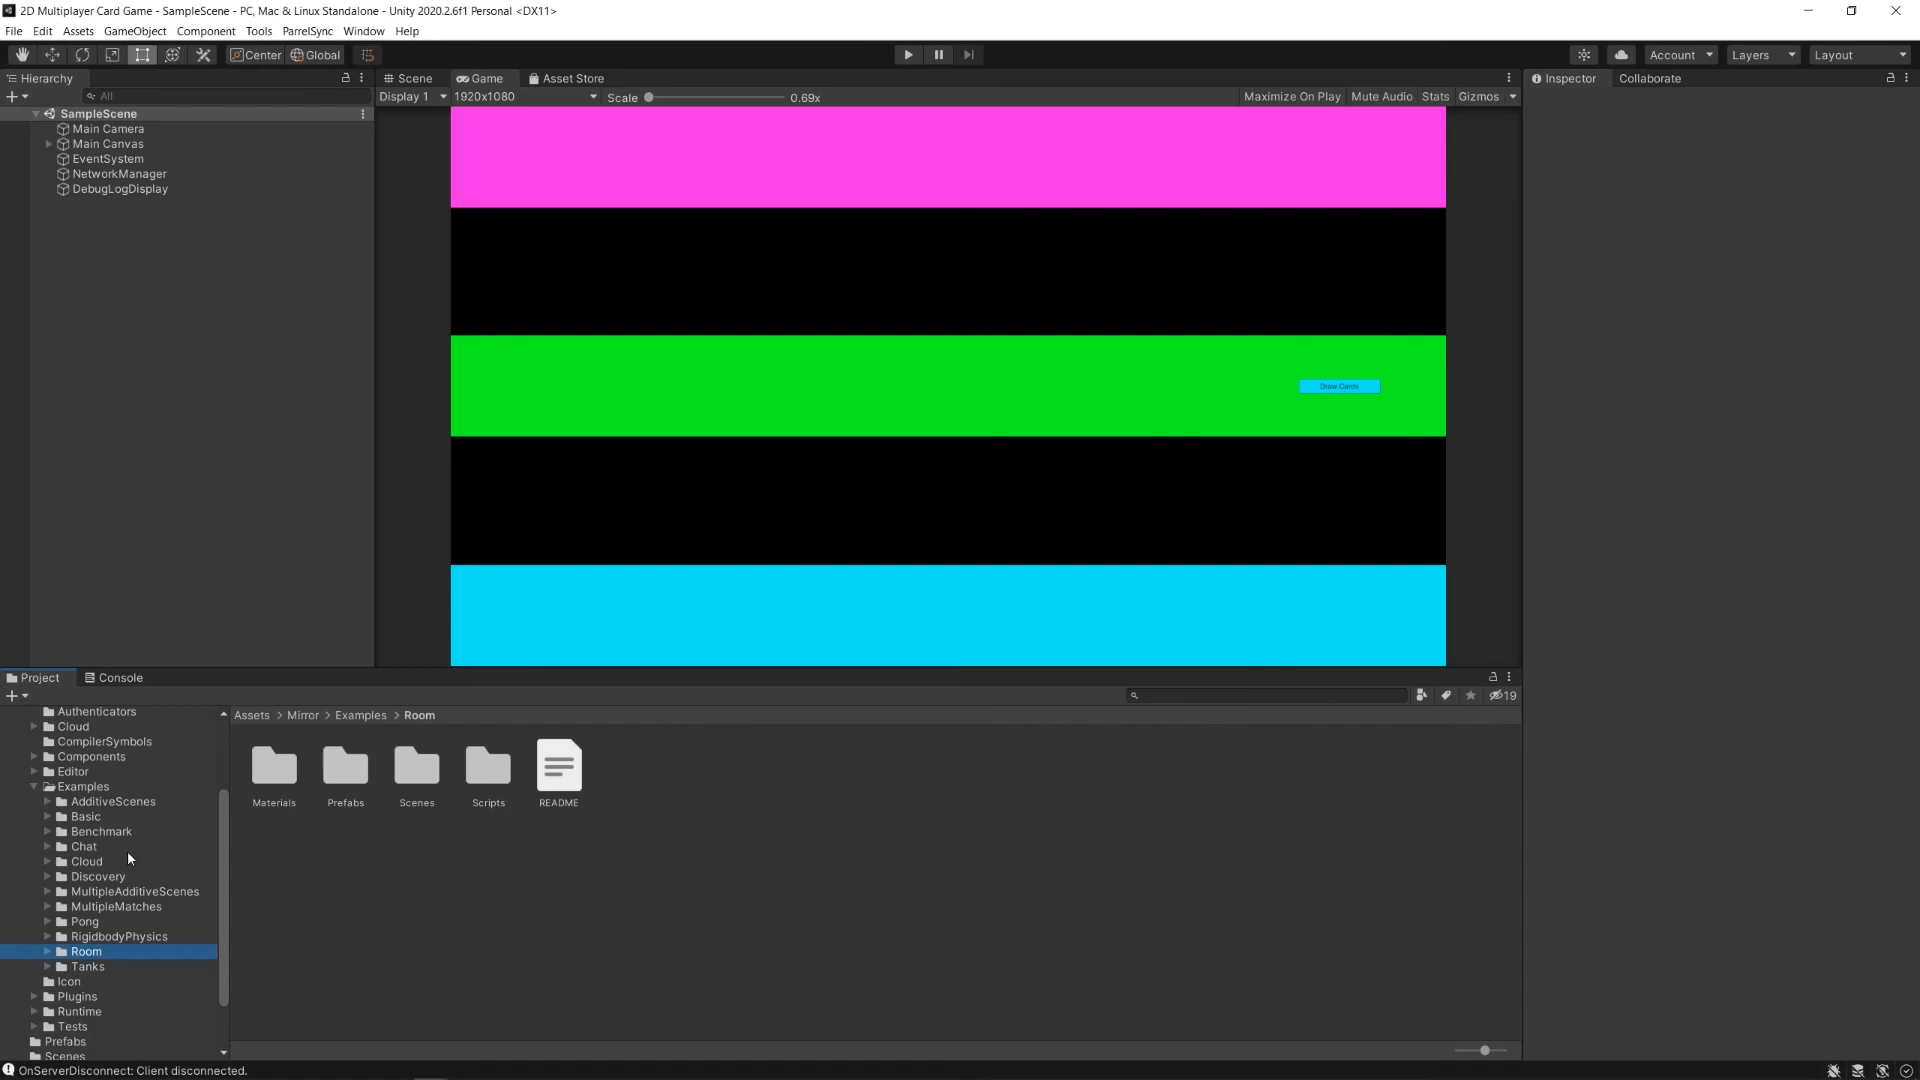 2D Multiplayer Card Game - SampleScene - PC, Mac & Linux Standalone - Unity 2020.2.6f1 Personal <DX11>
File Edit Assets GameObject Component Tools ParrelSync Window Help
Center Global Account Layers Layout
Hierarchy Scene Game Asset Store Inspector Collaborate
All Display 1 1920x1080 Scale 0.69x Maximize On Play Mute Audio Stats Gizmos
SampleScene
Main Camera
Main Canvas
EventSystem
NetworkManager
DebugLogDisplay
Draw Cards
Project Console
19
Assets > Mirror > Examples > Room
Authenticators
Cloud
CompilerSymbols
Components
Editor
Examples
AdditiveScenes
Basic
Benchmark
Chat
Cloud
Discovery
MultipleAdditiveScenes
MultipleMatches
Pong
RigidbodyPhysics
Room
Tanks
Icon
Plugins
Runtime
Tests
Prefabs
Scenes
Materials Prefabs Scenes Scripts README
OnServerDisconnect: Client disconnected.